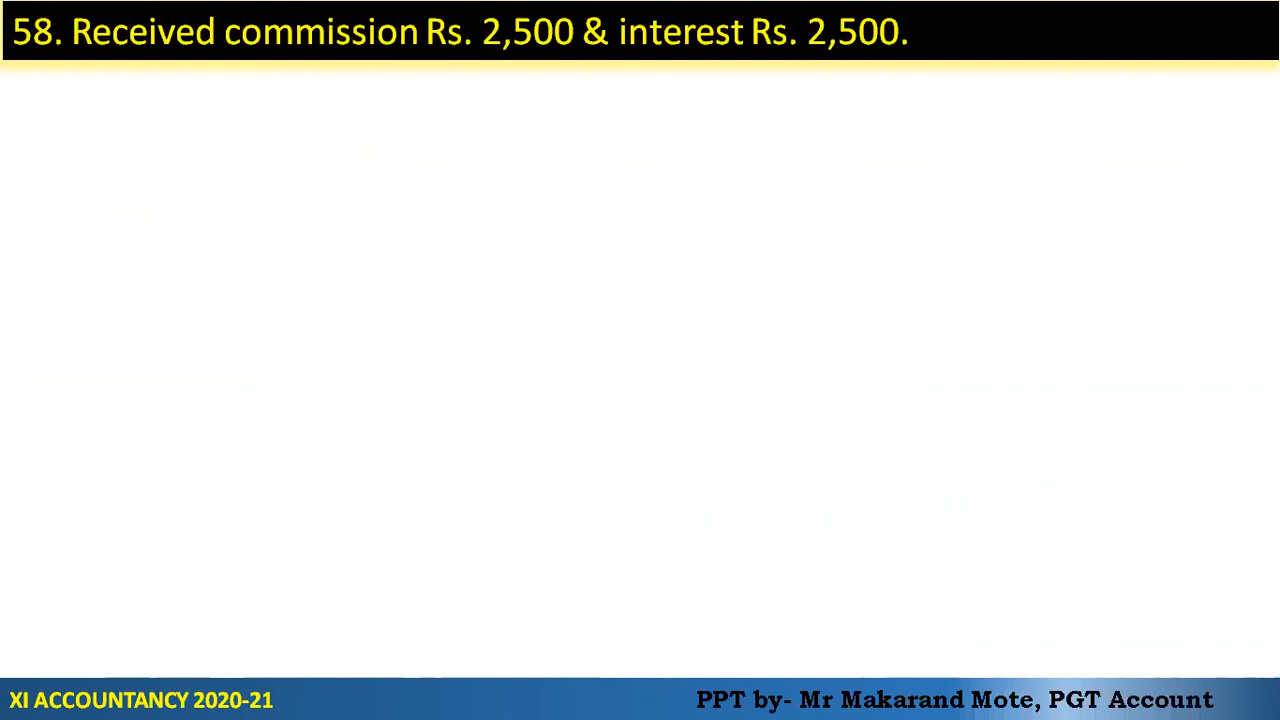 58. Received commission Rs. 2,500 & interest Rs. 2,500.
XI ACCOUNTANCY 2020-21
PPT by- Mr Makarand Mote, PGT Account